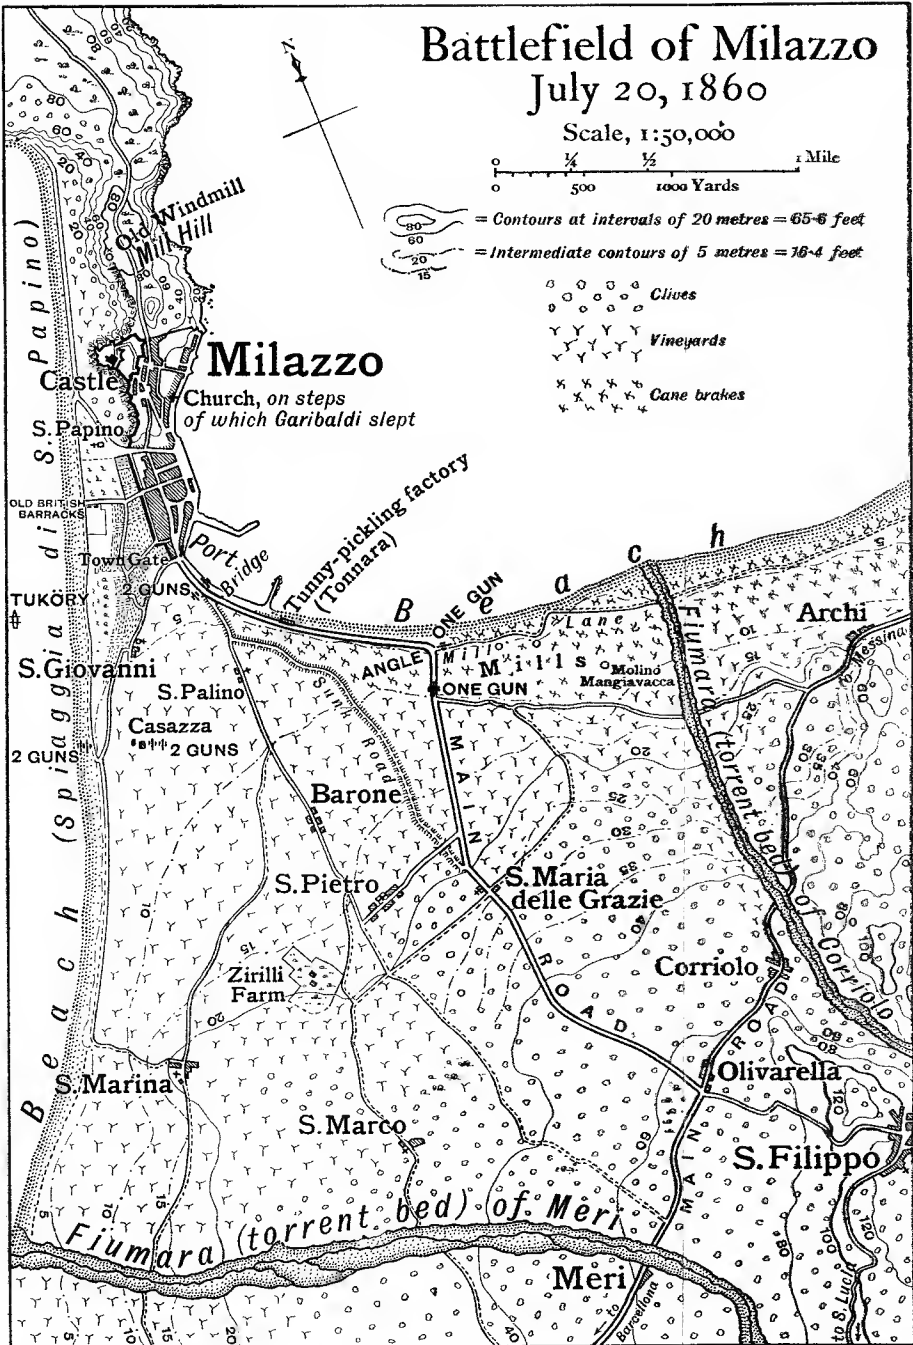 Battlefield of Milazzo
July 20, 1860
Scale, 1:50,000
0 ¼ ½ 1 Mile
0 500 1000 Yards
80
60
= Contours at intervals of 20 metres = 65·6 feet
20
15
= Intermediate contours of 5 metres = 16·4 feet
Olives
Vineyards
Cane brakes
N
Old Windmill
Mill Hill
Milazzo
Castle
Church, on steps
of which Garibaldi slept
S. Papino
OLD BRITISH
BARRACKS
Town Gate
Port
Bridge
2 GUNS
Tunny-pickling factory
(Tonnara)
Beach
ONE GUN
ANGLE
ONE GUN
Mill Lane
Mills
Molino
Mangiavacca
Archi
Messina
TUKÖRY
S. Giovanni
S. Palino
Casazza
2 GUNS
2 GUNS
Sunk Road
Barone
S. Pietro
S. Maria
delle Grazie
MAIN ROAD
Zirilli
Farm
Corriolo
Fiumara (torrent bed) of Corriolo
Beach (Spiaggia di S. Papino)
S. Marina
S. Marco
Olivarella
S. Filippo
MAIN ROAD
Fiumara (torrent bed) of Meri
Meri
to
Barcellona
to S. Lucia